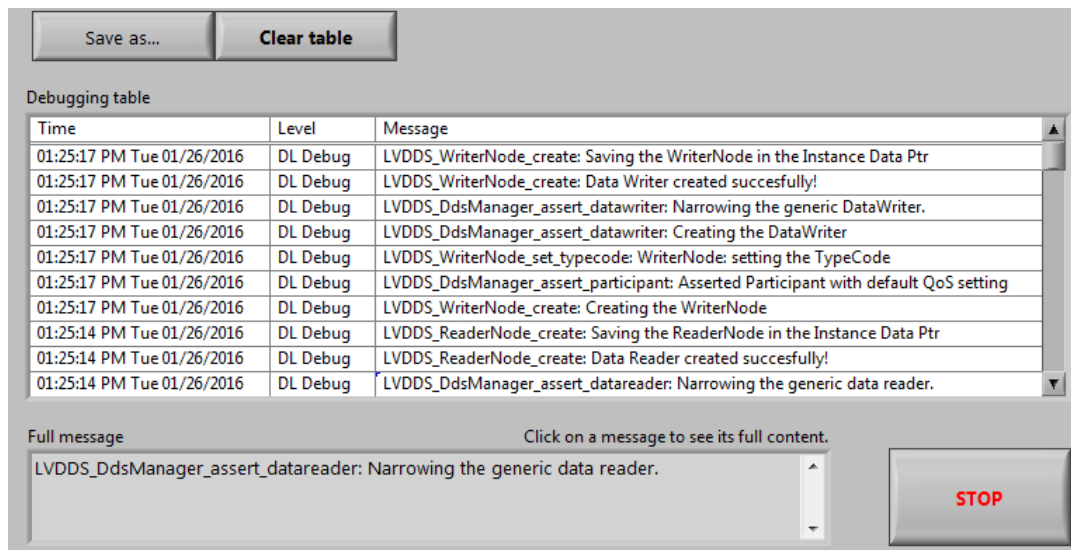 Save as... Clear table
Debugging table
Time Level Message
01:25:17 PM Tue 01/26/2016 DL Debug LVDDS_WriterNode_create: Saving the WriterNode in the Instance Data Ptr
01:25:17 PM Tue 01/26/2016 DL Debug LVDDS_WriterNode_create: Data Writer created succesfully!
01:25:17 PM Tue 01/26/2016 DL Debug LVDDS_DdsManager_assert_datawriter: Narrowing the generic DataWriter.
01:25:17 PM Tue 01/26/2016 DL Debug LVDDS_DdsManager_assert_datawriter: Creating the DataWriter
01:25:17 PM Tue 01/26/2016 DL Debug LVDDS_WriterNode_set_typecode: WriterNode: setting the TypeCode
01:25:17 PM Tue 01/26/2016 DL Debug LVDDS_DdsManager_assert_participant: Asserted Participant with default QoS setting
01:25:17 PM Tue 01/26/2016 DL Debug LVDDS_WriterNode_create: Creating the WriterNode
01:25:14 PM Tue 01/26/2016 DL Debug LVDDS_ReaderNode_create: Saving the ReaderNode in the Instance Data Ptr
01:25:14 PM Tue 01/26/2016 DL Debug LVDDS_ReaderNode_create: Data Reader created succesfully!
01:25:14 PM Tue 01/26/2016 DL Debug LVDDS_DdsManager_assert_datareader: Narrowing the generic data reader.
Full message Click on a message to see its full content.
LVDDS_DdsManager_assert_datareader: Narrowing the generic data reader.
STOP